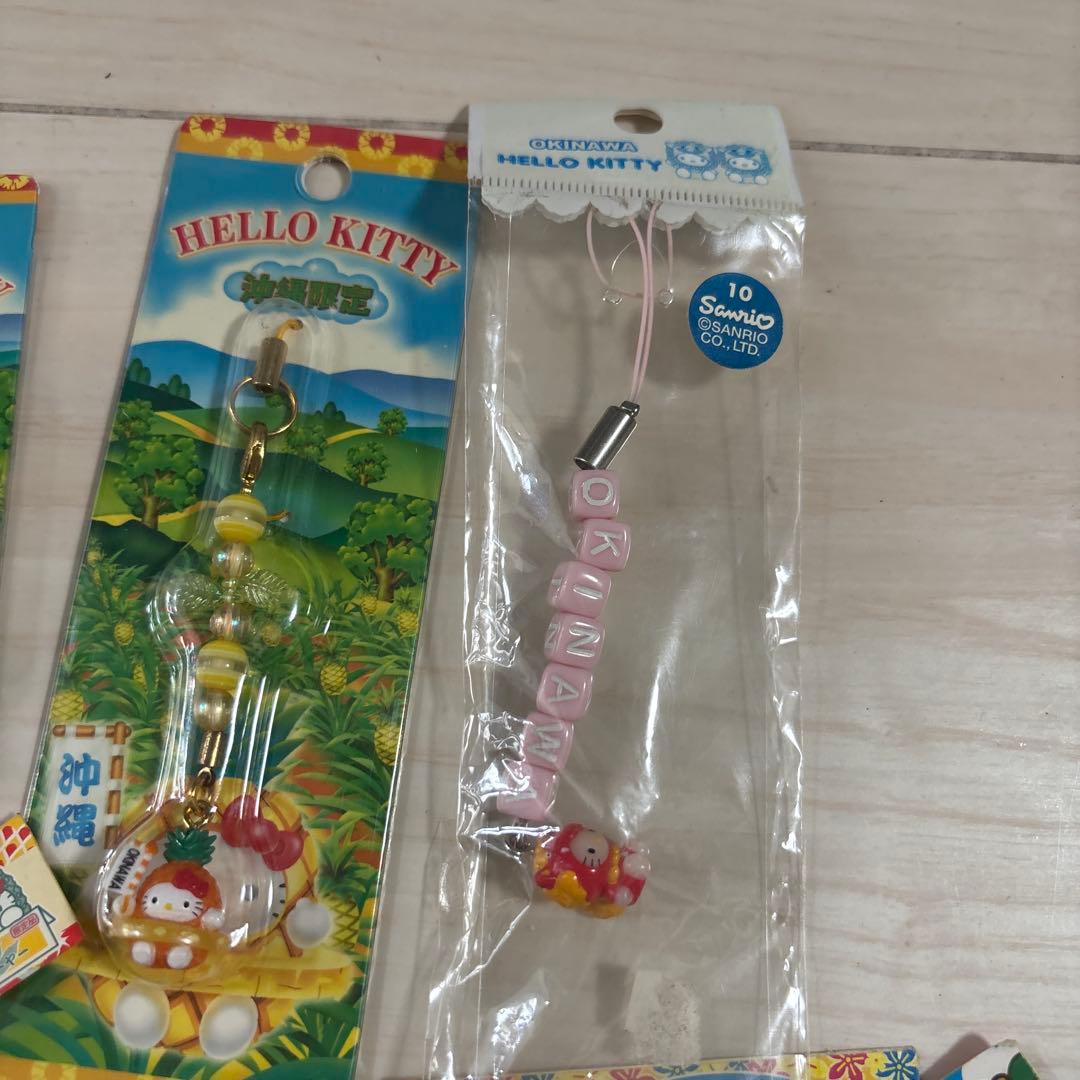 HELLO KITTY
沖縄限定
沖縄
OKINAWA
OKINAWA
HELLO KITTY
10
Sanrio
©SANRIO
CO., LTD.
OKINAWA